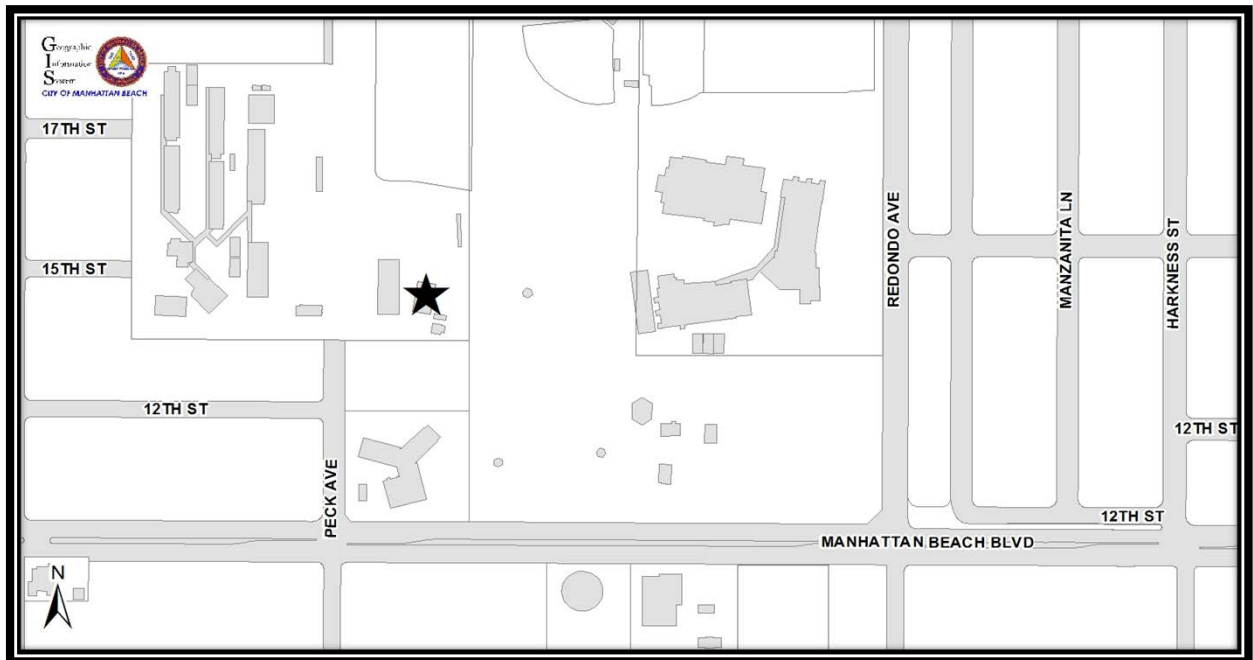 Geographic
Information
System
CITY OF MANHATTAN BEACH
17TH ST
15TH ST
12TH ST
PECK AVE
REDONDO AVE
MANZANITA LN
HARKNESS ST
12TH ST
12TH ST
MANHATTAN BEACH BLVD
N